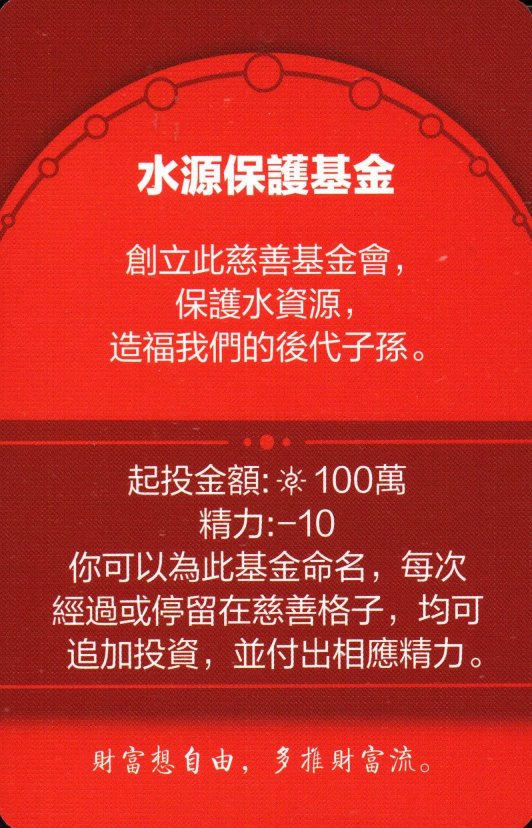 水源保護基金
創立此慈善基金會，
保護水資源，
造福我們的後代子孫。
起投金額: 100萬
精力:-10
你可以為此基金命名，每次
經過或停留在慈善格子，均可
追加投資，並付出相應精力。
財富想自由，多推財富流。